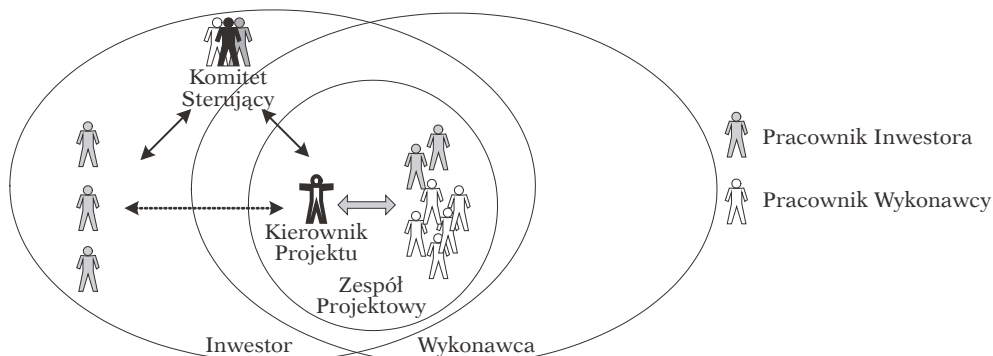 Komitet
Sterujący
Kierownik
Projektu
Zespół
Projektowy
Inwestor
Wykonawca
Pracownik Inwestora
Pracownik Wykonawcy